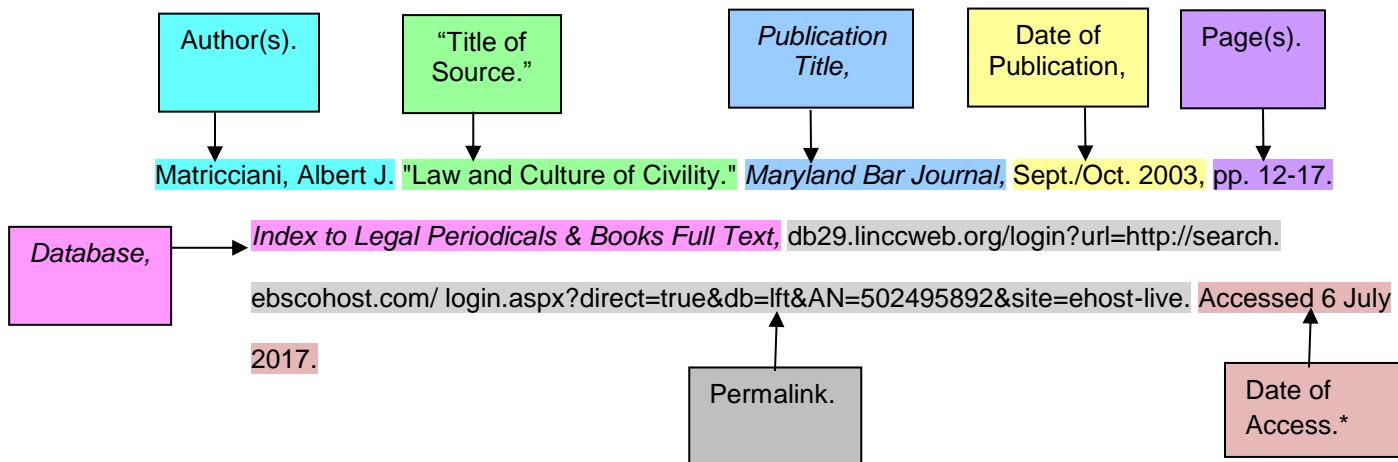 Author(s).
“Title of
Source.”
Publication
Title,
Date of
Publication,
Page(s).
Matricciani, Albert J. "Law and Culture of Civility." Maryland Bar Journal, Sept./Oct. 2003, pp. 12-17.
Database,
Index to Legal Periodicals & Books Full Text, db29.linccweb.org/login?url=http://search.
ebscohost.com/ login.aspx?direct=true&db=lft&AN=502495892&site=ehost-live. Accessed 6 July
2017.
Permalink.
Date of
Access.*